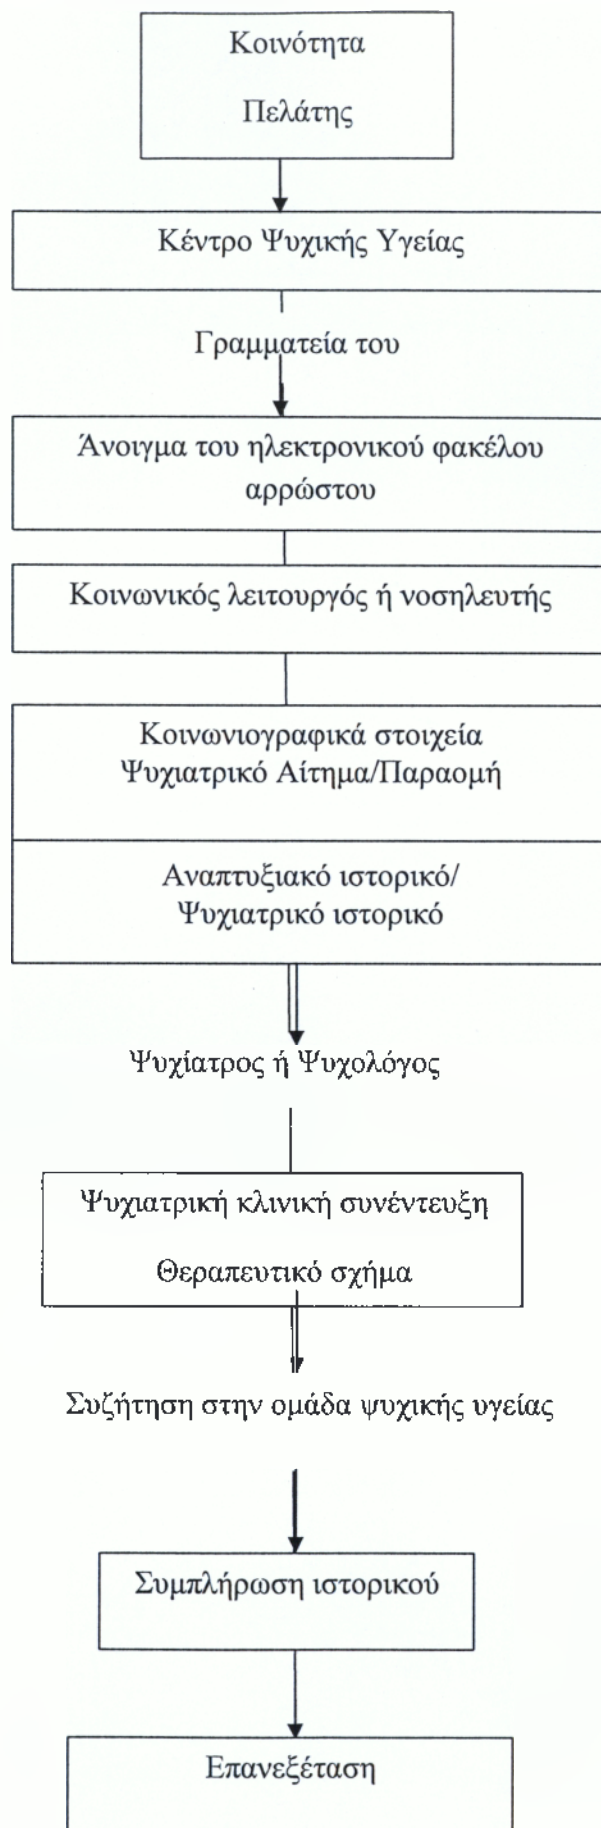 Κοινότητα
Πελάτης
Κέντρο Ψυχικής Υγείας
Γραμματεία του
Άνοιγμα του ηλεκτρονικού φακέλου
αρρώστου
Κοινωνικός λειτουργός ή νοσηλευτής
Κοινωνιογραφικά στοιχεία
Ψυχιατρικό Αίτημα/Παραομή
Αναπτυξιακό ιστορικό/
Ψυχιατρικό ιστορικό
Ψυχίατρος ή Ψυχολόγος
Ψυχιατρική κλινική συνέντευξη
Θεραπευτικό σχήμα
Συζήτηση στην ομάδα ψυχικής υγείας
Συμπλήρωση ιστορικού
Επανεξέταση